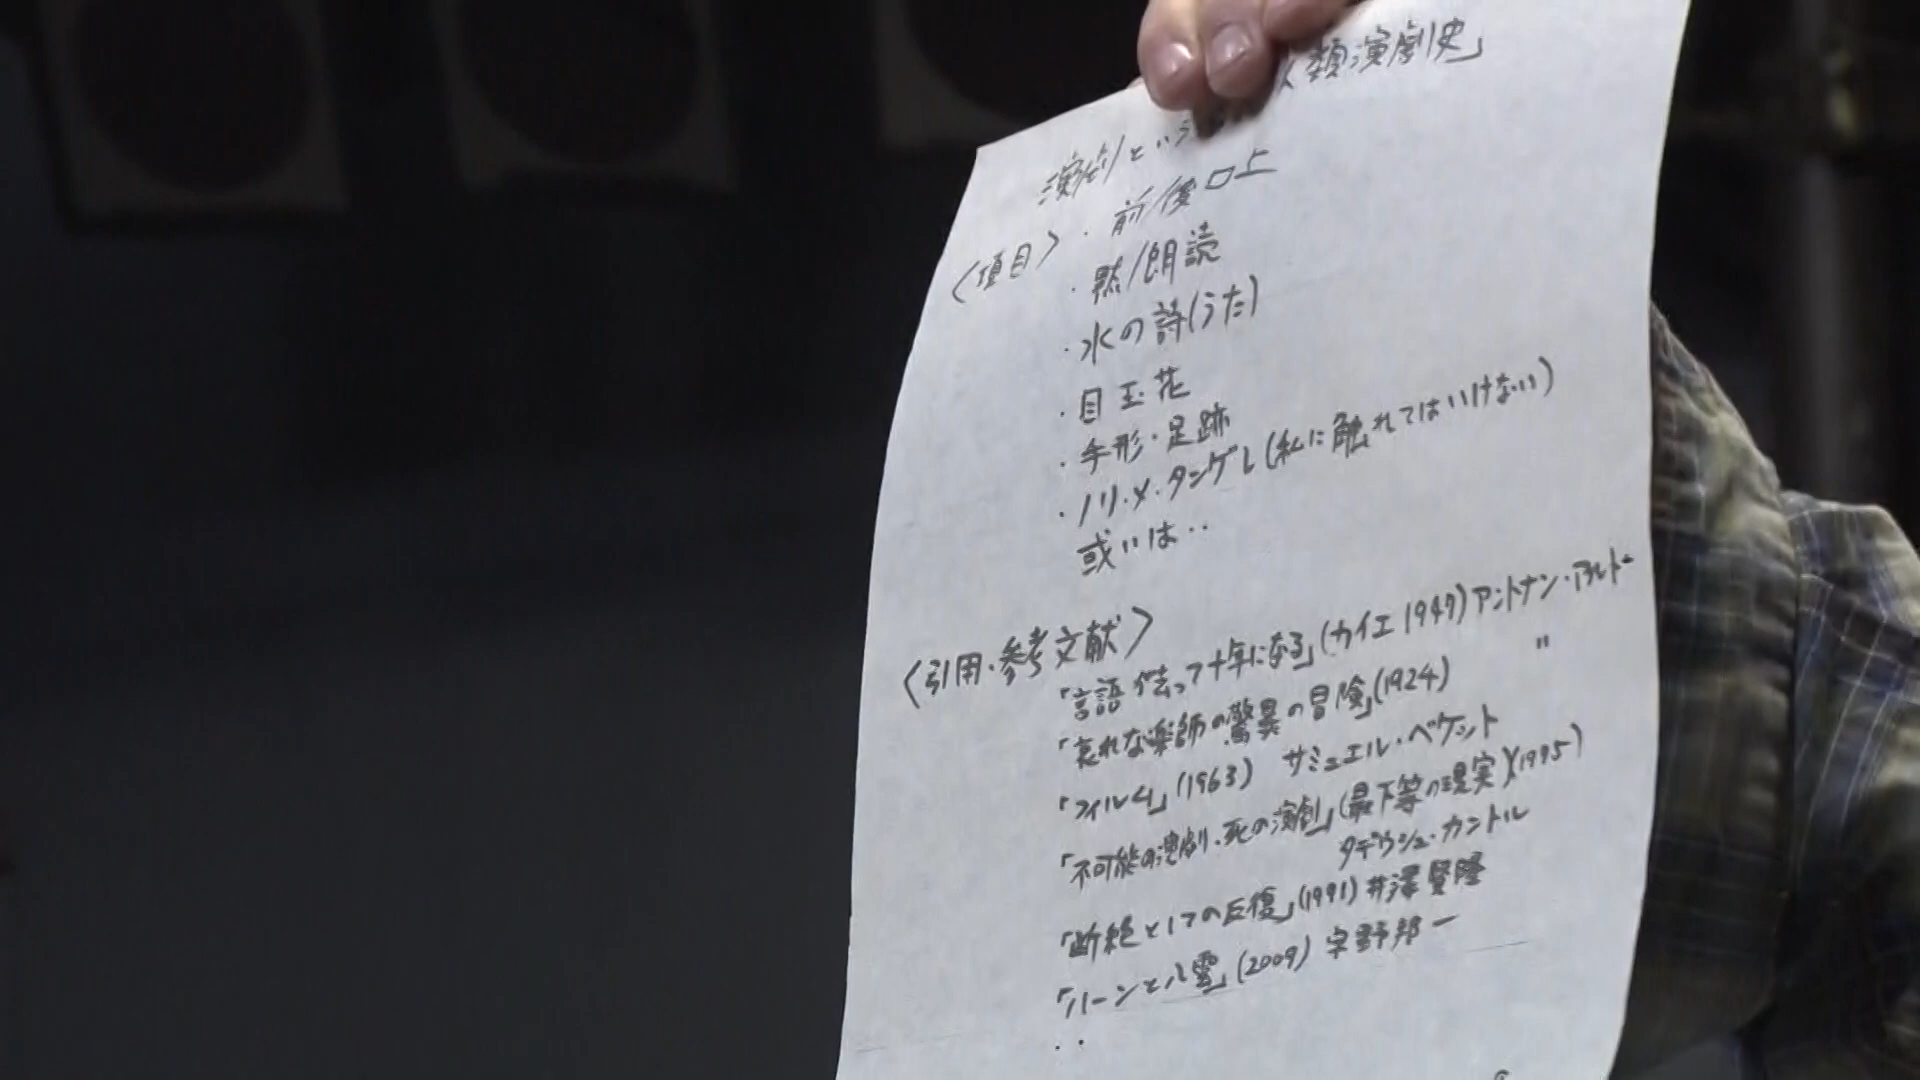 人類演劇史」
演劇という
〈項目〉・前/後口上
・黙/朗読
・水の詩(うた)
・目玉花
・手形・足跡
・ノリ・メ・タンゲレ(私に触れてはいけない)
或いは‥
〈引用・参考文献〉
「言語 去って十年になる」(カイエ 1947)アントナン・アルトー
「哀れな楽師の驚異の冒険」(1924) 〃
「フィルム」(1963) サミュエル・ベケット
「不可能の演劇・死の演劇」(最下等の現実)(1995)
タデウシュ・カントル
「断絶としての反復」(1991)井澤賢隆
「ハーンと八雲」(2009)宇野邦一
‥